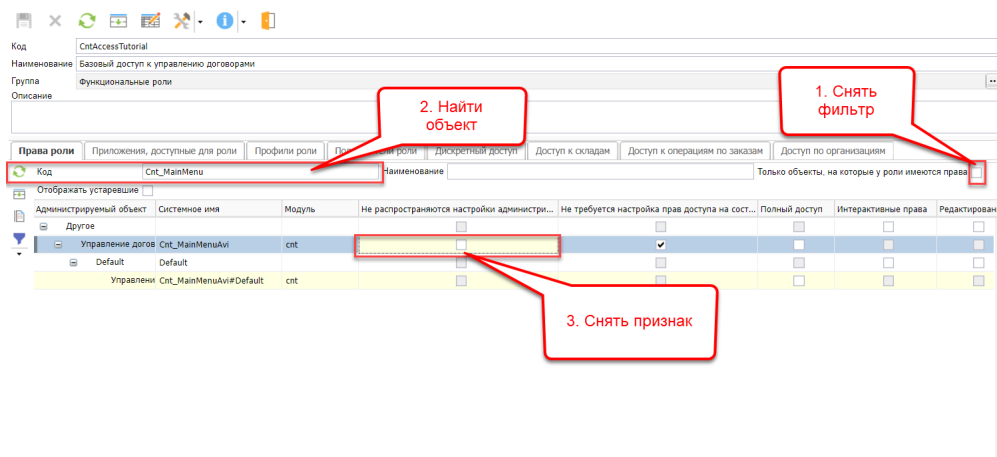 Код CntAccessTutorial
Наименование Базовый доступ к управлению договорами
Группа Функциональные роли ...
Описание
1. Снять
фильтр
2. Найти
объект
Права роли Приложения, доступные для роли Профили роли роли Дискретный доступ Доступ к складам Доступ к операциям по заказам Доступ по организациям
Код Cnt_MainMenu Наименование Только объекты, на которые у роли имеются права
Отображать устаревшие
Администрируемый объект Системное имя Модуль Не распространяются настройки администри... Не требуется настройка прав доступа на сост... Полный доступ Интерактивные права Редактирован
Другое
Управление догов Cnt_MainMenuAvi cnt
Default Default
Управлени Cnt_MainMenuAvi#Default cnt
3. Снять признак